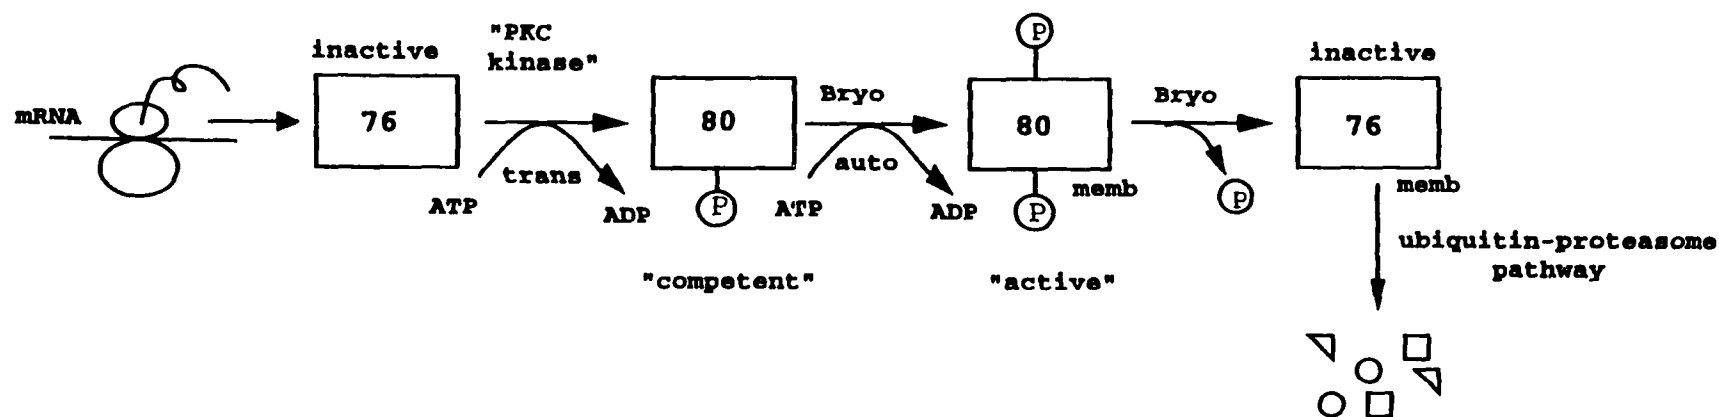 mRNA
inactive
76
"PKC
kinase"
ATP
trans
ADP
80
P
"competent"
Bryo
ATP
auto
ADP
P
80
memb
P
"active"
Bryo
P
inactive
76
memb
ubiquitin-proteasome
pathway